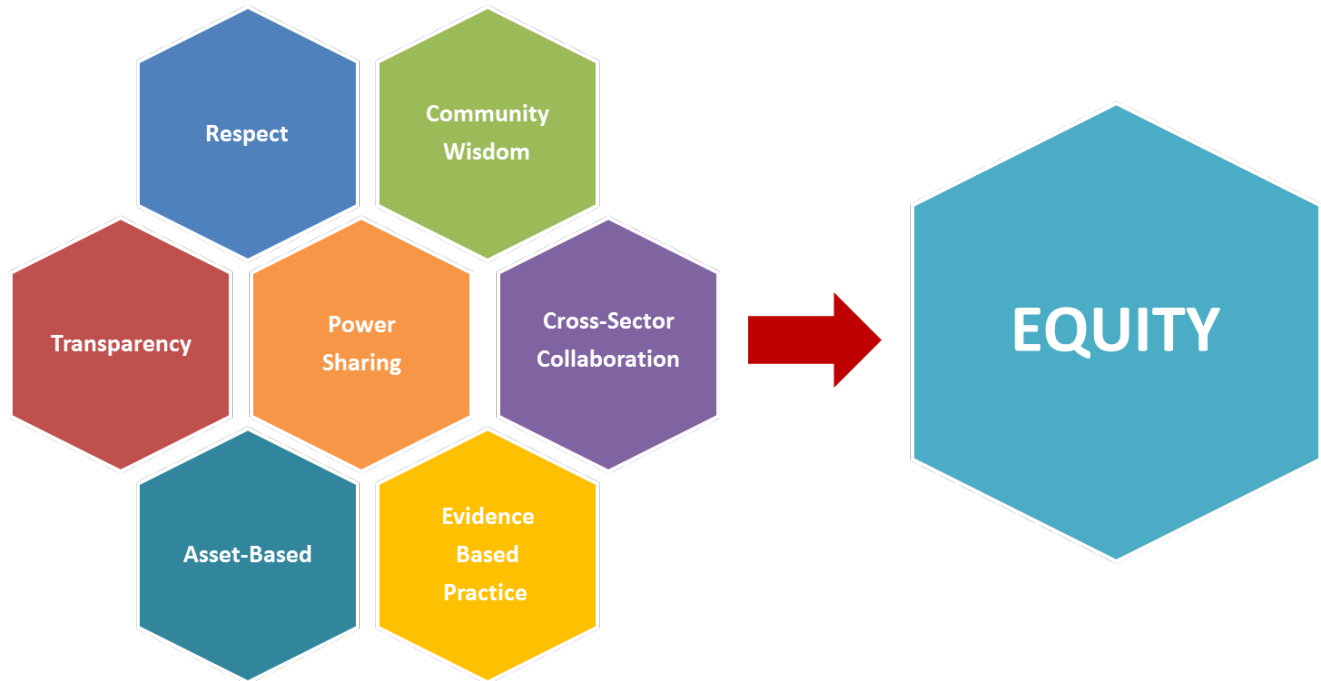 Respect
Community
Wisdom
Transparency
Power
Sharing
Cross-Sector
Collaboration
Asset-Based
Evidence
Based
Practice
EQUITY